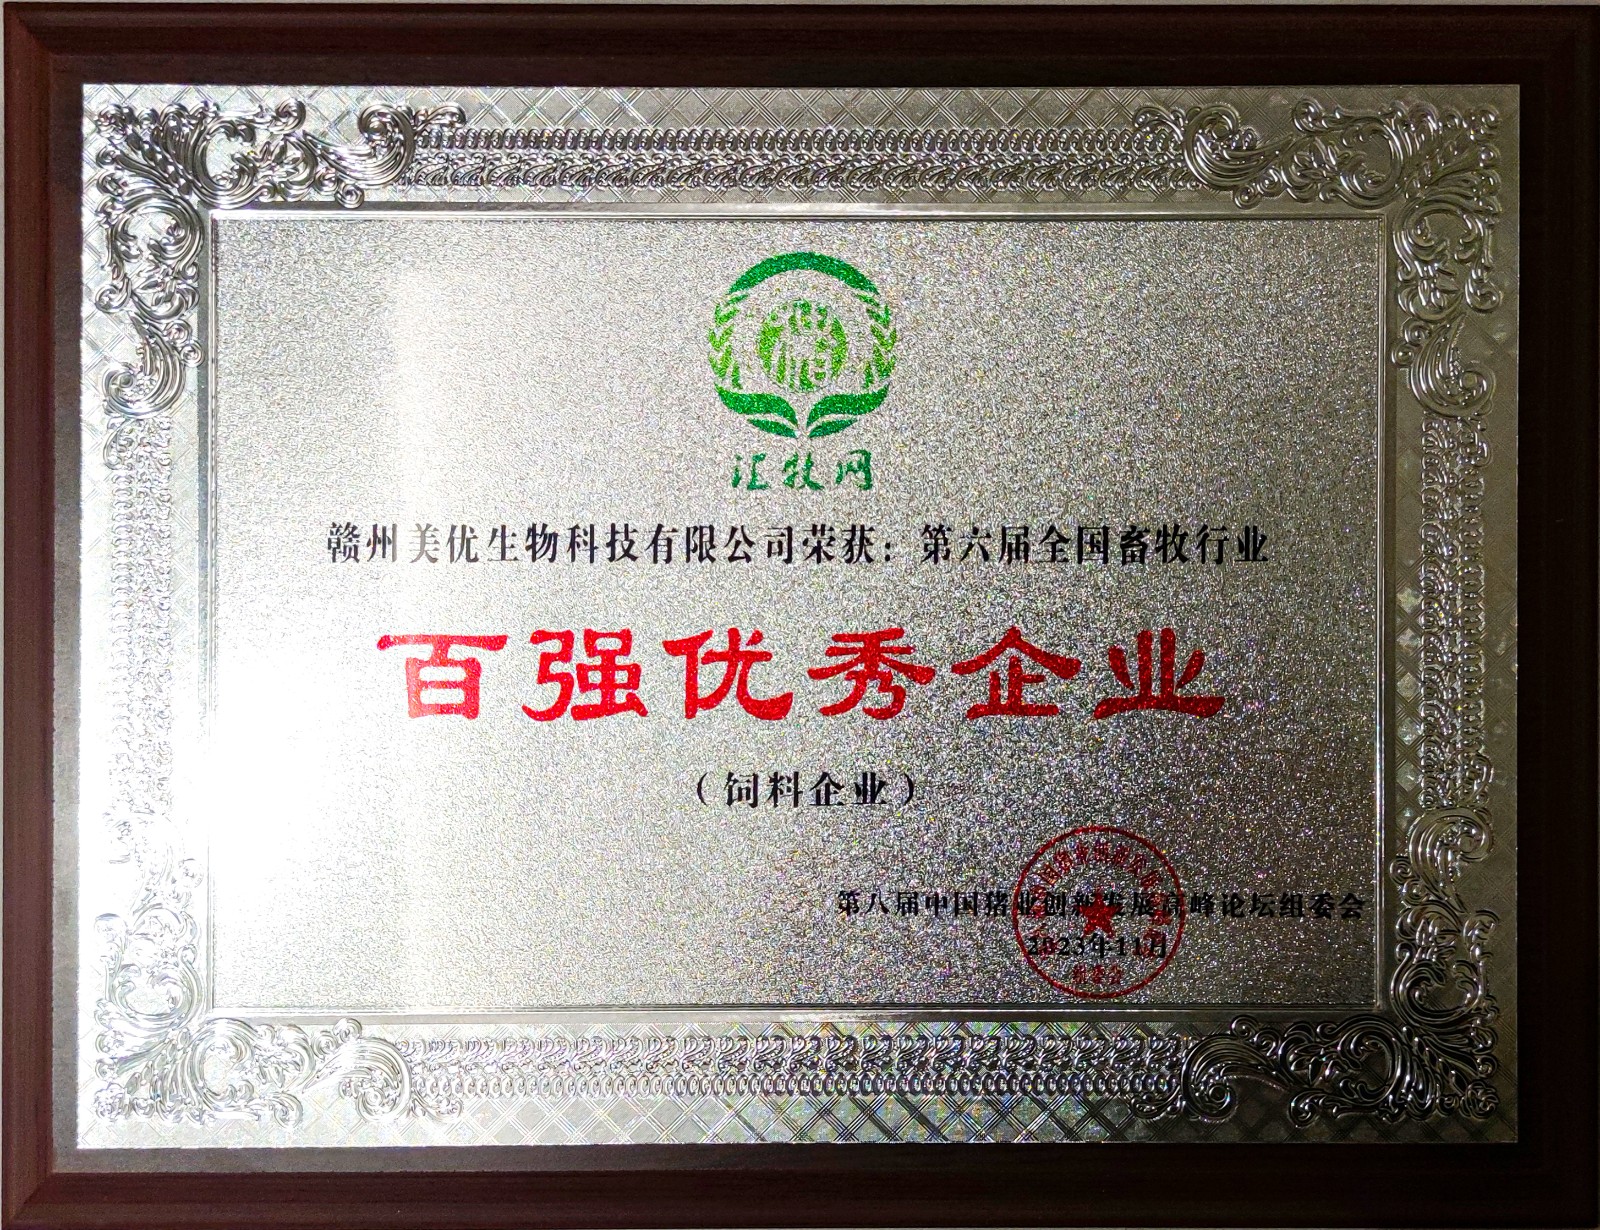 汇牧网
赣州美优生物科技有限公司荣获：第六届全国畜牧行业
百强优秀企业
（饲料企业）
第八届中国猪业创新发展高峰论坛组委会
2023年11月
组委会